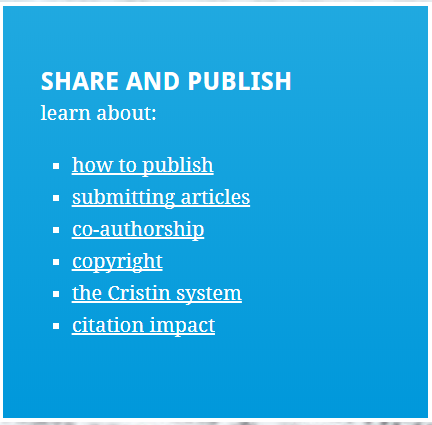 SHARE AND PUBLISH
learn about:
how to publish
submitting articles
co-authorship
copyright
the Cristin system
citation impact